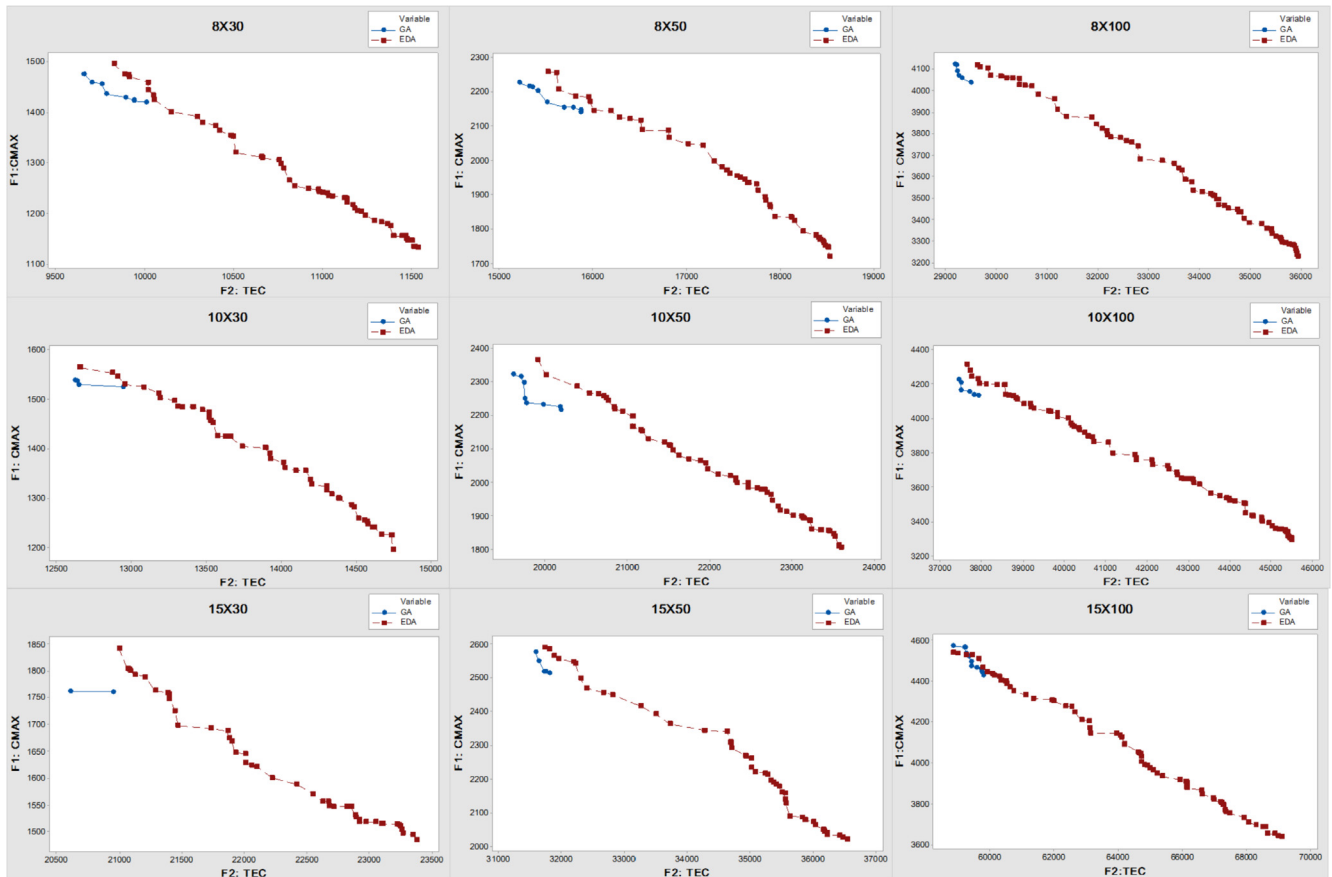 8X30
Variable
GA
EDA
1500
1400
1300
1200
1100
F1:CMAX
9500 10000 10500 11000 11500
F2: TEC
8X50
Variable
GA
EDA
2300
2200
2100
2000
1900
1800
1700
F1: CMAX
15000 16000 17000 18000 19000
F2: TEC
8X100
Variable
GA
EDA
4100
4000
3900
3800
3700
3600
3500
3400
3300
3200
F1: CMAX
29000 30000 31000 32000 33000 34000 35000 36000
F2: TEC
10X30
Variable
GA
EDA
1600
1500
1400
1300
1200
F1: CMAX
12500 13000 13500 14000 14500 15000
F2: TEC
10X50
Variable
GA
EDA
2400
2300
2200
2100
2000
1900
1800
F1: CMAX
20000 21000 22000 23000 24000
F2: TEC
10X100
Variable
GA
EDA
4400
4200
4000
3800
3600
3400
3200
F1: CMAX
37000 38000 39000 40000 41000 42000 43000 44000 45000 46000
F2: TEC
15X30
Variable
GA
EDA
1850
1800
1750
1700
1650
1600
1550
1500
F1: CMAX
20500 21000 21500 22000 22500 23000 23500
F2: TEC
15X50
Variable
GA
EDA
2600
2500
2400
2300
2200
2100
2000
F1: CMAX
31000 32000 33000 34000 35000 36000 37000
F2: TEC
15X100
Variable
GA
EDA
4600
4400
4200
4000
3800
3600
F1:CMAX
60000 62000 64000 66000 68000 70000
F2:TEC